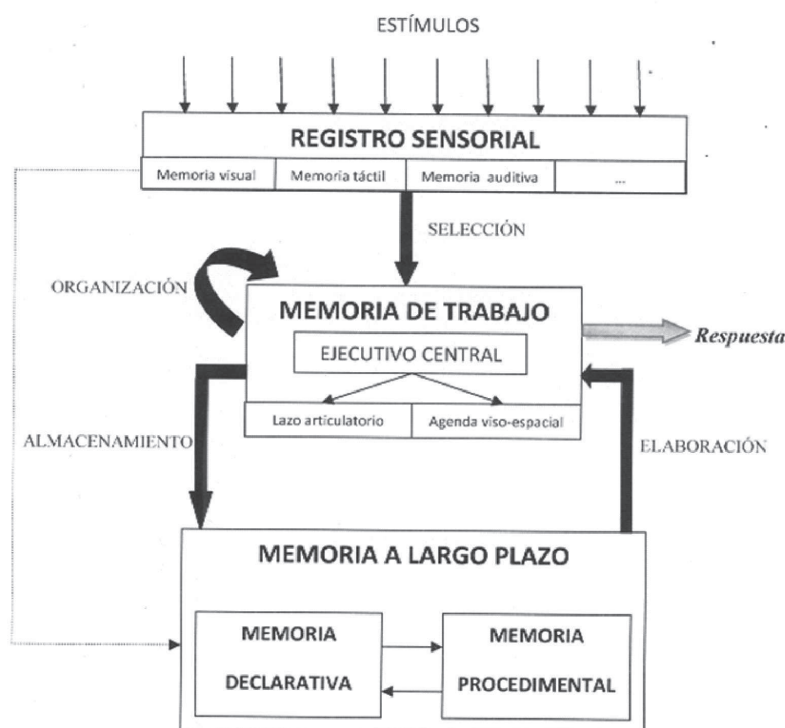 ESTÍMULOS
REGISTRO SENSORIAL
Memoria visual
Memoria táctil
Memoria auditiva
...
SELECCIÓN
ORGANIZACIÓN
MEMORIA DE TRABAJO
EJECUTIVO CENTRAL
Respuesta
Lazo articulatorio
Agenda viso-espacial
ALMACENAMIENTO
ELABORACIÓN
MEMORIA A LARGO PLAZO
MEMORIA
DECLARATIVA
MEMORIA
PROCEDIMENTAL